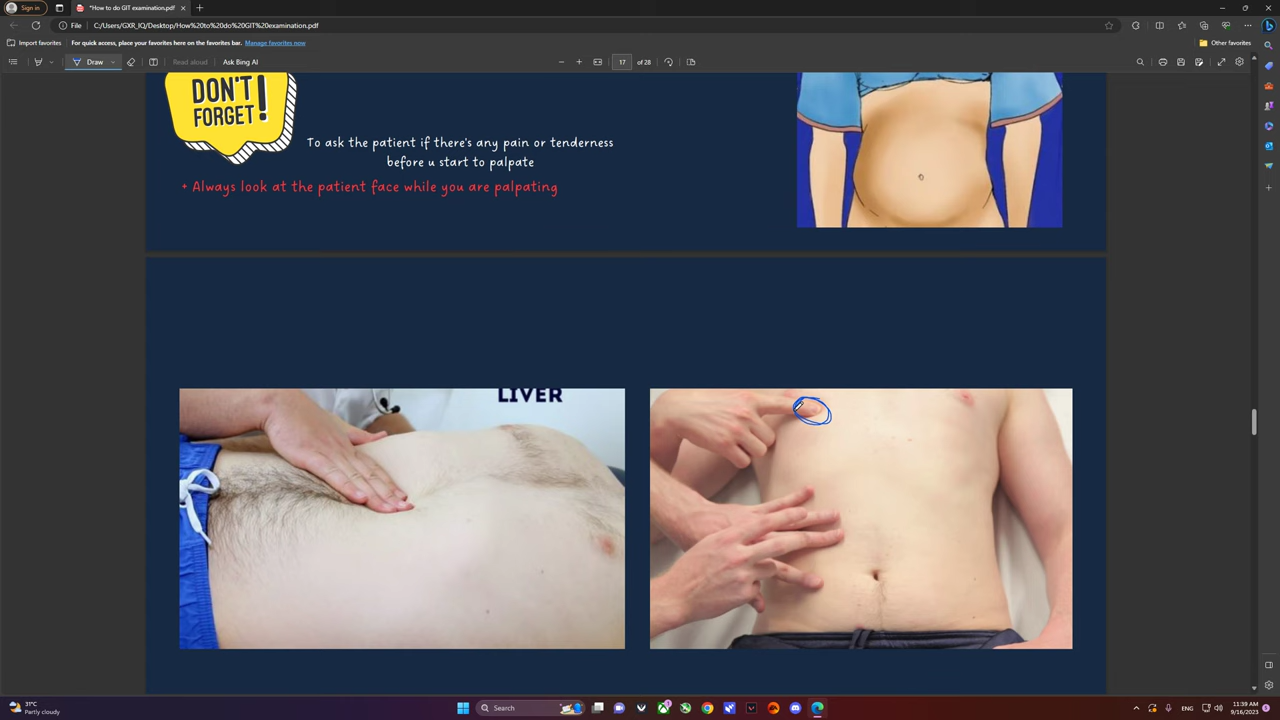 Sign in
*How to do GIT examination.pdf
File
C:/Users/GXR_IQ/Desktop/How%20to%20do%20GIT%20examination.pdf
Import favorites
For quick access, place your favorites here on the favorites bar. Manage favorites now
Other favorites
Draw
Read aloud
Ask Bing AI
17 of 28
DON'T
FORGET!
To ask the patient if there's any pain or tenderness
before u start to palpate
+ Always look at the patient face while you are palpating
LIVER
31°C
Partly cloudy
Search
ENG
11:39 AM
9/16/2023